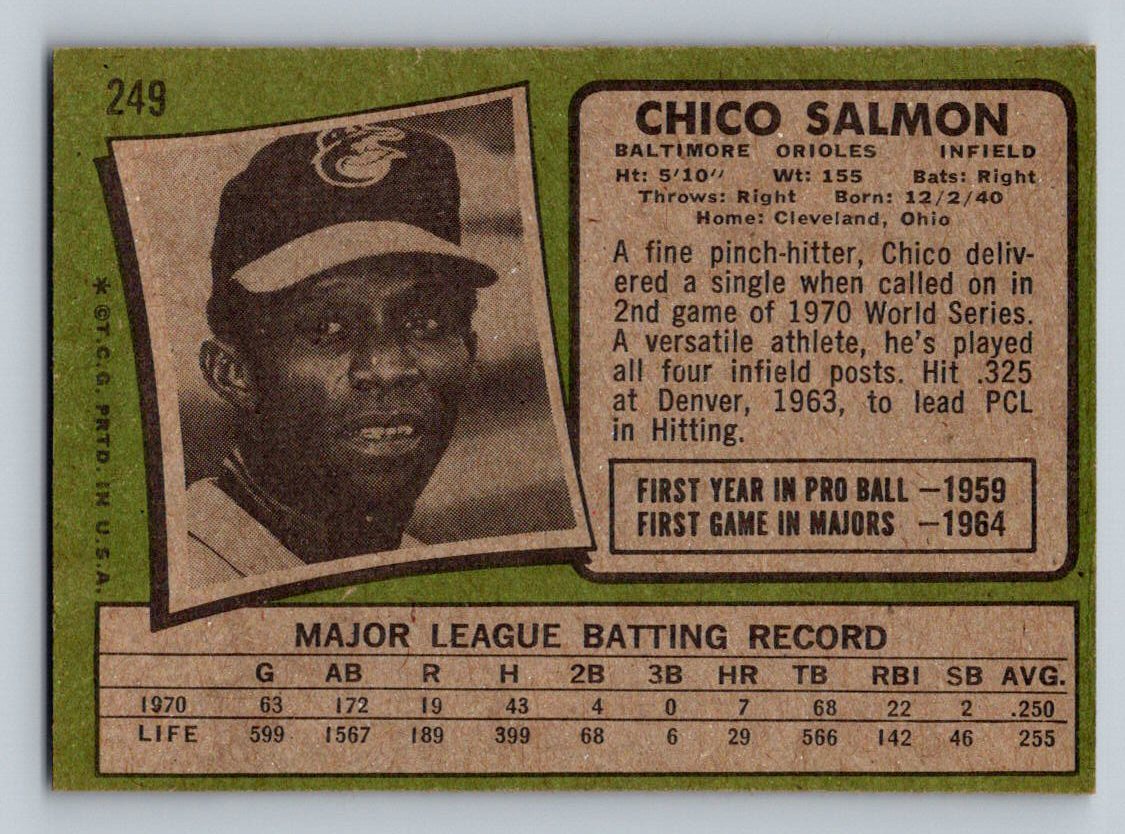 249
* ©T.C.G. PRTD. IN U.S.A.
CHICO SALMON
BALTIMORE ORIOLES INFIELD
Ht: 5'10" Wt: 155 Bats: Right
Throws: Right Born: 12/2/40
Home: Cleveland, Ohio
A fine pinch-hitter, Chico deliv-
ered a single when called on in
2nd game of 1970 World Series.
A versatile athlete, he's played
all four infield posts. Hit .325
at Denver, 1963, to lead PCL
in Hitting.
FIRST YEAR IN PRO BALL —1959
FIRST GAME IN MAJORS —1964
MAJOR LEAGUE BATTING RECORD
G AB R H 2B 3B HR TB RBI SB AVG.
1970 63 172 19 43 4 0 7 68 22 2 .250
LIFE 599 1567 189 399 68 6 29 566 142 46 255